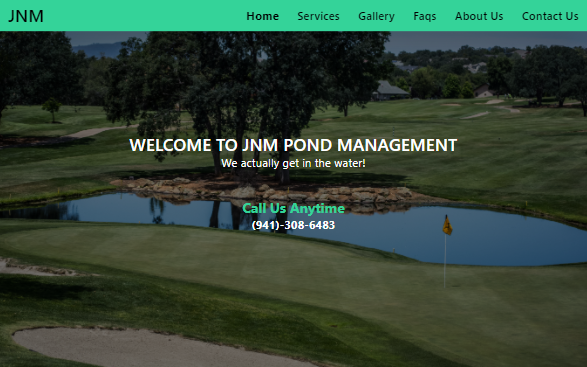 JNM
Home Services Gallery Faqs About Us Contact Us
WELCOME TO JNM POND MANAGEMENT
We actually get in the water!
Call Us Anytime
(941)-308-6483